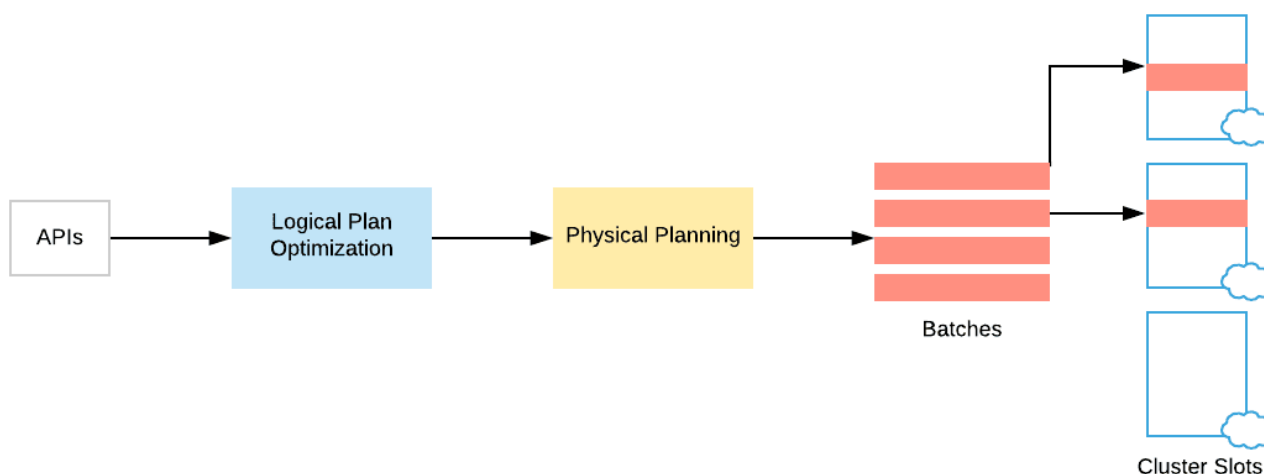 APIs
Logical Plan
Optimization
Physical Planning
Batches
Cluster Slots